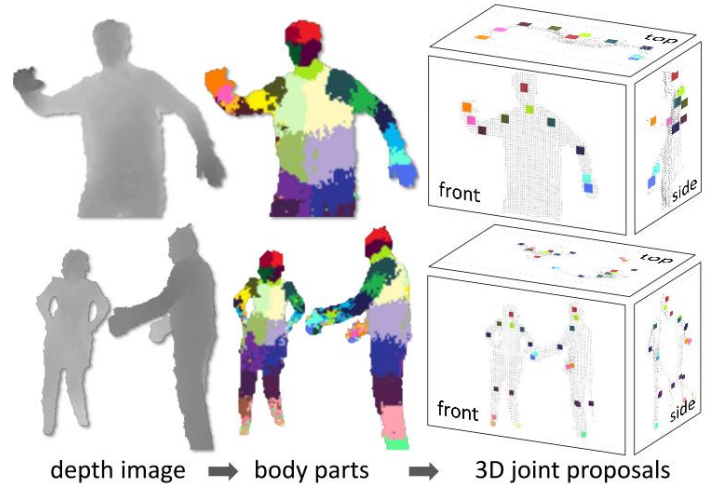 top
front
side
top
front
side
depth image
body parts
3D joint proposals